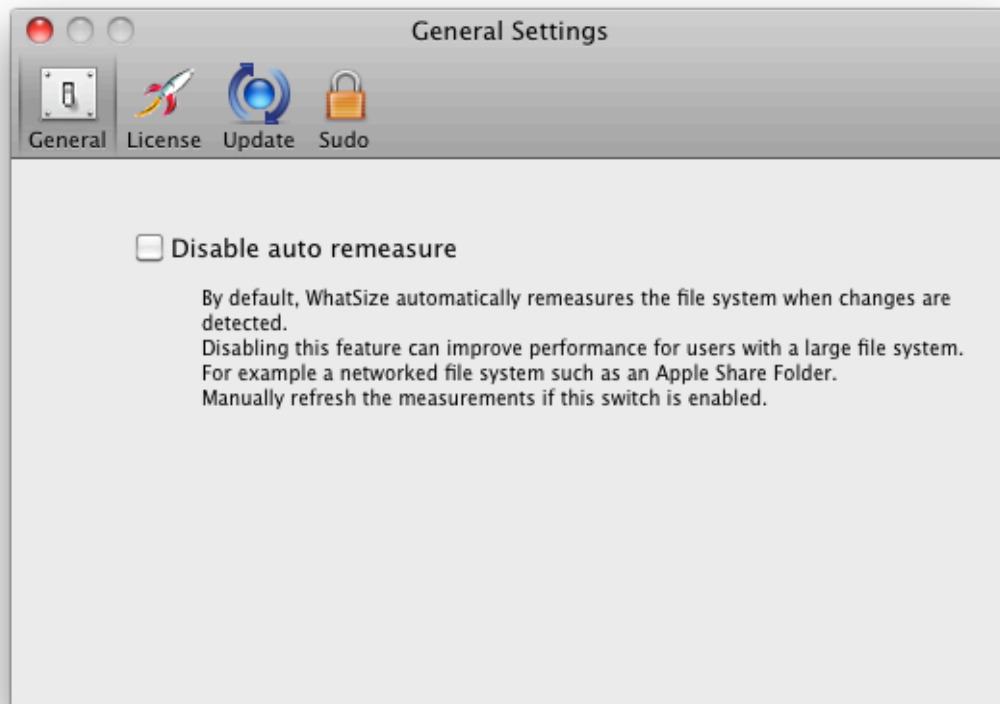 General Settings
General License Update Sudo
Disable auto remeasure
By default, WhatSize automatically remeasures the file system when changes are
detected.
Disabling this feature can improve performance for users with a large file system.
For example a networked file system such as an Apple Share Folder.
Manually refresh the measurements if this switch is enabled.